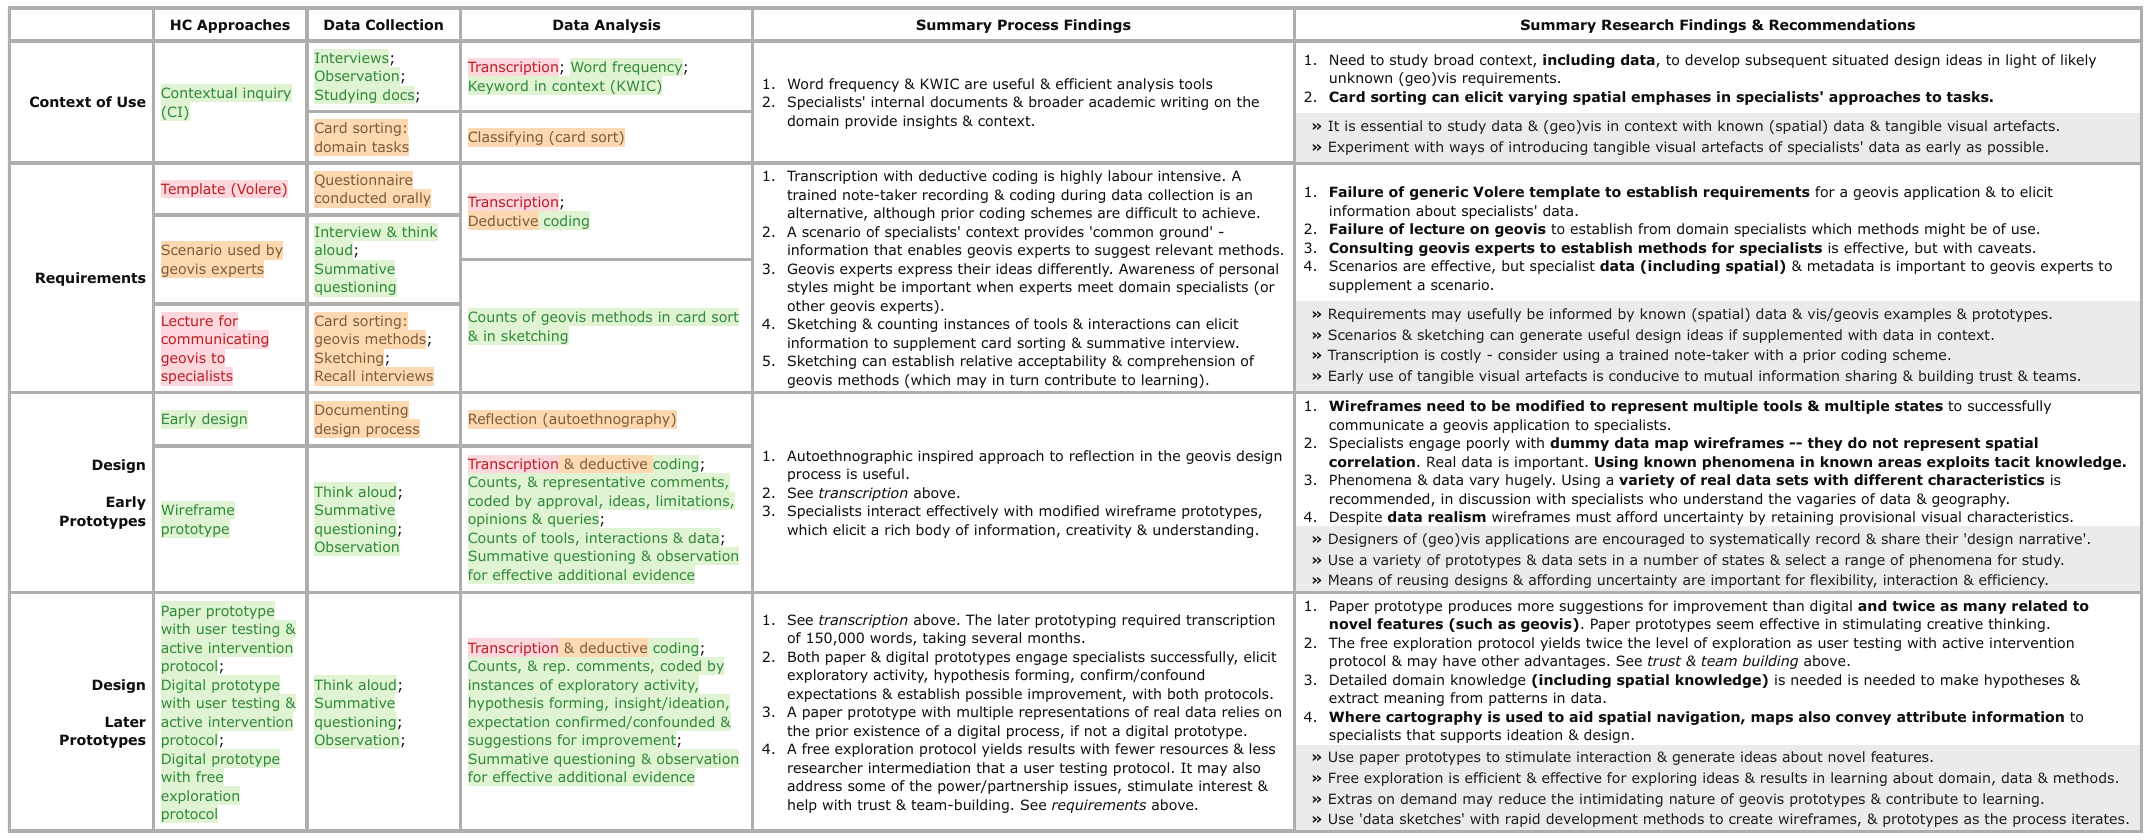 HC Approaches
Data Collection
Data Analysis
Summary Process Findings
Summary Research Findings & Recommendations
Context of Use
Contextual inquiry
(CI)
Interviews;
Observation;
Studying docs;
Card sorting:
domain tasks
Transcription; Word frequency;
Keyword in context (KWIC)
Classifying (card sort)
1. Word frequency & KWIC are useful & efficient analysis tools
2. Specialists' internal documents & broader academic writing on the
domain provide insights & context.
1. Need to study broad context, including data, to develop subsequent situated design ideas in light of likely
unknown (geo)vis requirements.
2. Card sorting can elicit varying spatial emphases in specialists' approaches to tasks.
» It is essential to study data & (geo)vis in context with known (spatial) data & tangible visual artefacts.
» Experiment with ways of introducing tangible visual artefacts of specialists' data as early as possible.
Requirements
Template (Volere)
Scenario used by
geovis experts
Lecture for
communicating
geovis to
specialists
Questionnaire
conducted orally
Interview & think
aloud;
Summative
questioning
Card sorting:
geovis methods;
Sketching;
Recall interviews
Transcription;
Deductive coding
Counts of geovis methods in card sort
& in sketching
1. Transcription with deductive coding is highly labour intensive. A
trained note-taker recording & coding during data collection is an
alternative, although prior coding schemes are difficult to achieve.
2. A scenario of specialists' context provides 'common ground' -
information that enables geovis experts to suggest relevant methods.
3. Geovis experts express their ideas differently. Awareness of personal
styles might be important when experts meet domain specialists (or
other geovis experts).
4. Sketching & counting instances of tools & interactions can elicit
information to supplement card sorting & summative interview.
5. Sketching can establish relative acceptability & comprehension of
geovis methods (which may in turn contribute to learning).
1. Failure of generic Volere template to establish requirements for a geovis application & to elicit
information about specialists' data.
2. Failure of lecture on geovis to establish from domain specialists which methods might be of use.
3. Consulting geovis experts to establish methods for specialists is effective, but with caveats.
4. Scenarios are effective, but specialist data (including spatial) & metadata is important to geovis experts to
supplement a scenario.
» Requirements may usefully be informed by known (spatial) data & vis/geovis examples & prototypes.
» Scenarios & sketching can generate useful design ideas if supplemented with data in context.
» Transcription is costly - consider using a trained note-taker with a prior coding scheme.
» Early use of tangible visual artefacts is conducive to mutual information sharing & building trust & teams.
Design
Early
Prototypes
Early design
Wireframe
prototype
Documenting
design process
Think aloud;
Summative
questioning;
Observation
Reflection (autoethnography)
Transcription & deductive coding;
Counts, & representative comments,
coded by approval, ideas, limitations,
opinions & queries;
Counts of tools, interactions & data;
Summative questioning & observation
for effective additional evidence
1. Autoethnographic inspired approach to reflection in the geovis design
process is useful.
2. See transcription above.
3. Specialists interact effectively with modified wireframe prototypes,
which elicit a rich body of information, creativity & understanding.
1. Wireframes need to be modified to represent multiple tools & multiple states to successfully
communicate a geovis application to specialists.
2. Specialists engage poorly with dummy data map wireframes -- they do not represent spatial
correlation. Real data is important. Using known phenomena in known areas exploits tacit knowledge.
3. Phenomena & data vary hugely. Using a variety of real data sets with different characteristics is
recommended, in discussion with specialists who understand the vagaries of data & geography.
4. Despite data realism wireframes must afford uncertainty by retaining provisional visual characteristics.
» Designers of (geo)vis applications are encouraged to systematically record & share their 'design narrative'.
» Use a variety of prototypes & data sets in a number of states & select a range of phenomena for study.
» Means of reusing designs & affording uncertainty are important for flexibility, interaction & efficiency.
Design
Later
Prototypes
Paper prototype
with user testing &
active intervention
protocol;
Digital prototype
with user testing &
active intervention
protocol;
Digital prototype
with free
exploration
protocol
Think aloud;
Summative
questioning;
Observation;
Transcription & deductive coding;
Counts, & rep. comments, coded by
instances of exploratory activity,
hypothesis forming, insight/ideation,
expectation confirmed/confounded &
suggestions for improvement;
Summative questioning & observation
for effective additional evidence
1. See transcription above. The later prototyping required transcription
of 150,000 words, taking several months.
2. Both paper & digital prototypes engage specialists successfully, elicit
exploratory activity, hypothesis forming, confirm/confound
expectations & establish possible improvement, with both protocols.
3. A paper prototype with multiple representations of real data relies on
the prior existence of a digital process, if not a digital prototype.
4. A free exploration protocol yields results with fewer resources & less
researcher intermediation that a user testing protocol. It may also
address some of the power/partnership issues, stimulate interest &
help with trust & team-building. See requirements above.
1. Paper prototype produces more suggestions for improvement than digital and twice as many related to
novel features (such as geovis). Paper prototypes seem effective in stimulating creative thinking.
2. The free exploration protocol yields twice the level of exploration as user testing with active intervention
protocol & may have other advantages. See trust & team building above.
3. Detailed domain knowledge (including spatial knowledge) is needed is needed to make hypotheses &
extract meaning from patterns in data.
4. Where cartography is used to aid spatial navigation, maps also convey attribute information to
specialists that supports ideation & design.
» Use paper prototypes to stimulate interaction & generate ideas about novel features.
» Free exploration is efficient & effective for exploring ideas & results in learning about domain, data & methods.
» Extras on demand may reduce the intimidating nature of geovis prototypes & contribute to learning.
» Use 'data sketches' with rapid development methods to create wireframes, & prototypes as the process iterates.